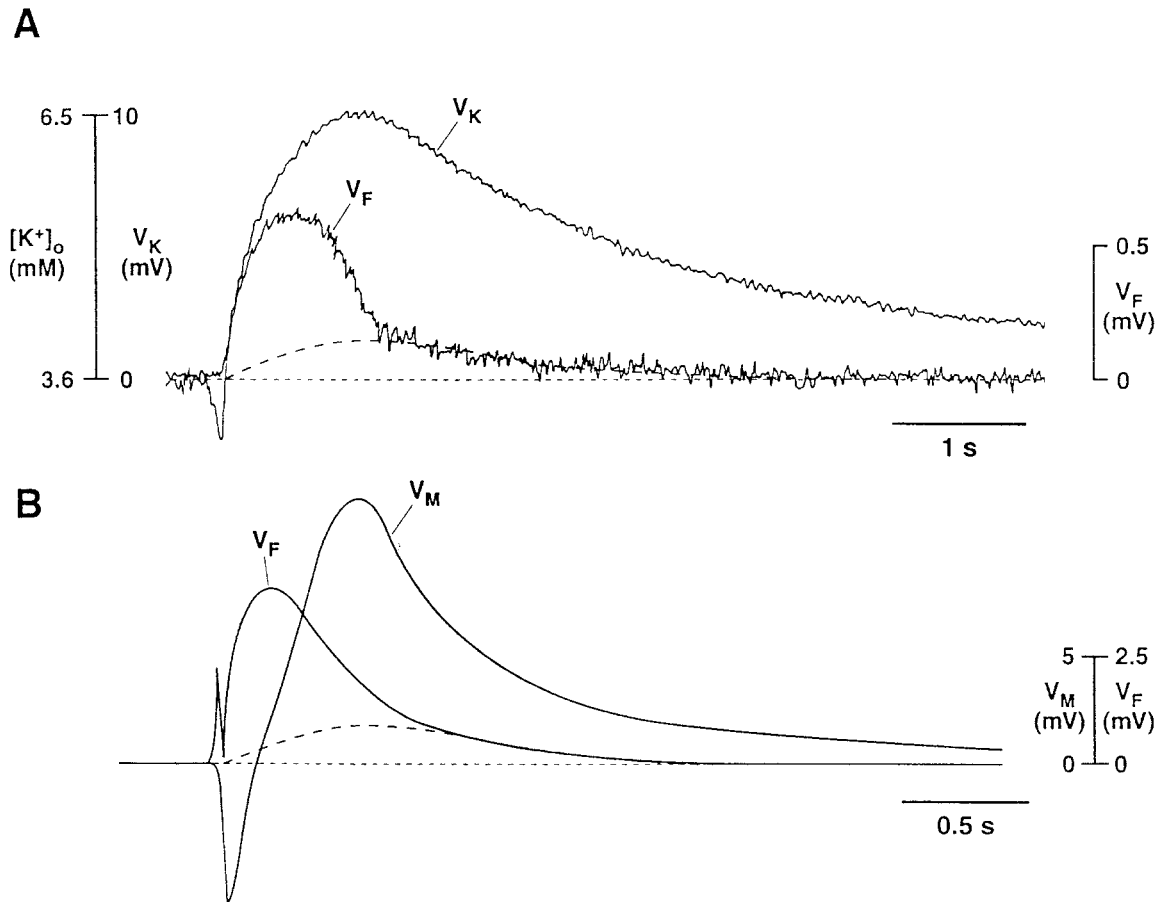 A
6.5 10
V_K
V_F
[K⁺]ₒ V_K
(mM) (mV)
0.5
V_F
(mV)
3.6 0
0
1 s
B
V_M
V_F
5 2.5
V_M V_F
(mV) (mV)
0 0
0.5 s